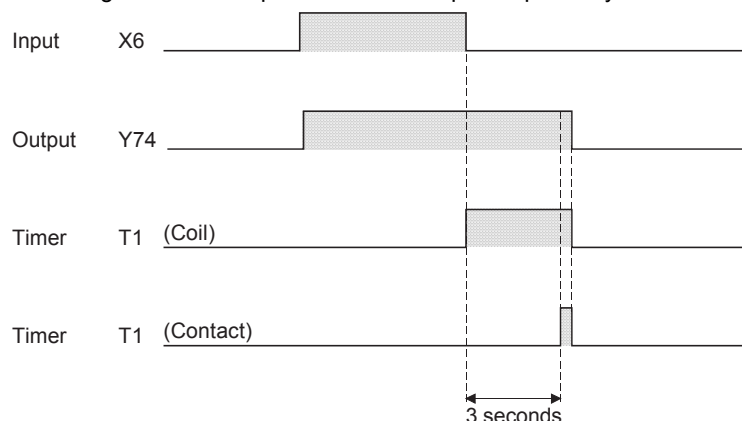 Input X6
Output Y74
Timer T1 (Coil)
Timer T1 (Contact)
3 seconds